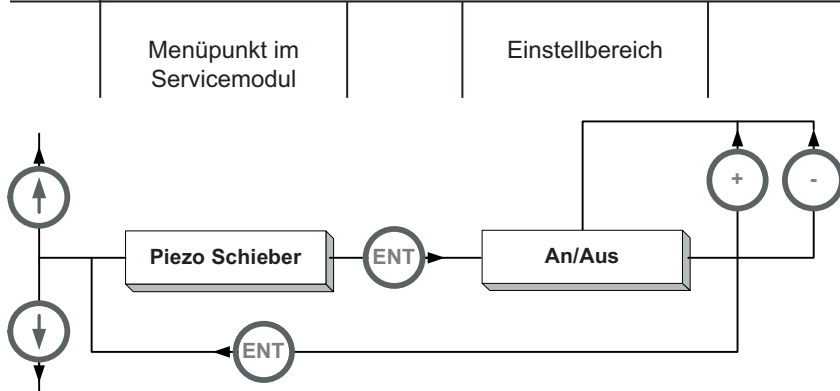 Menüpunkt im
Servicemodul
Einstellbereich
+
-
Piezo Schieber
ENT
An/Aus
ENT